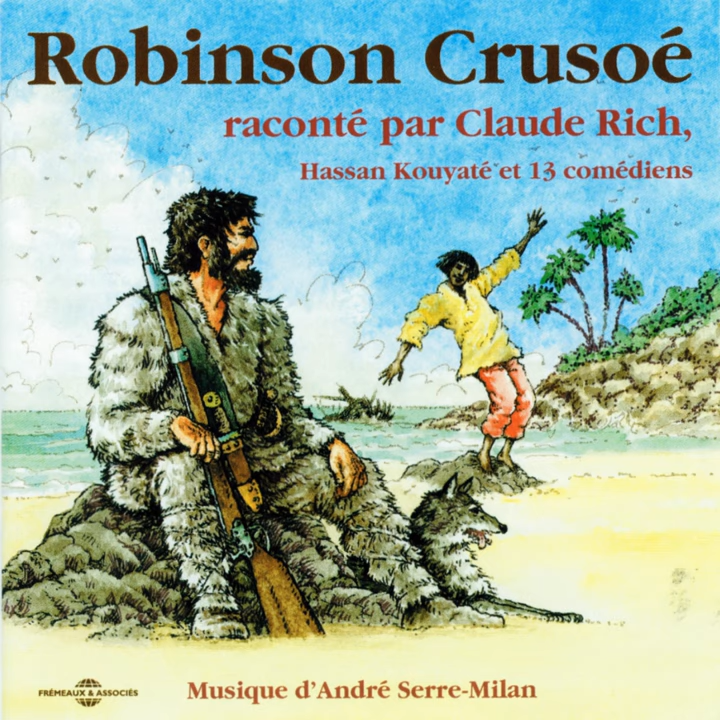 Robinson Crusoé
raconté par Claude Rich,
Hassan Kouyaté et 13 comédiens
FRÉMEAUX & ASSOCIÉS
Musique d'André Serre-Milan